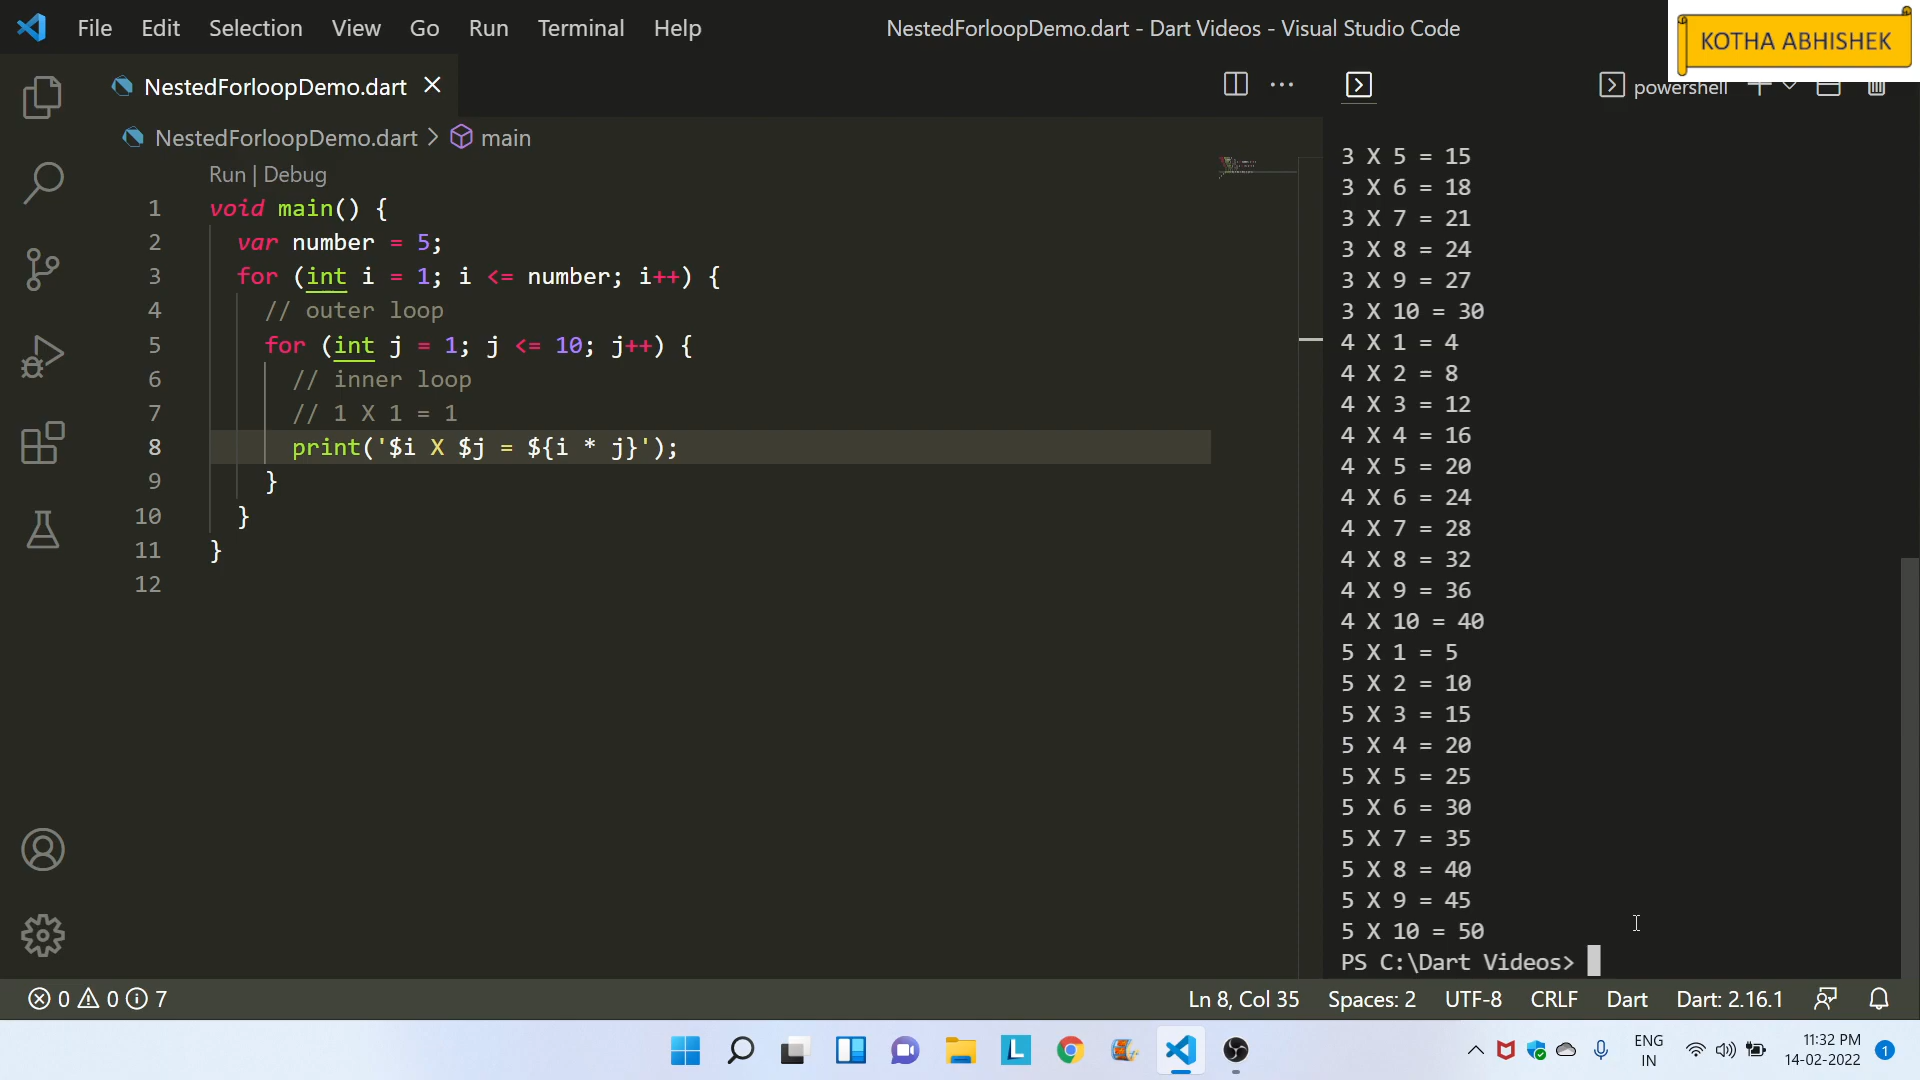 File Edit Selection View Go Run Terminal Help
NestedForloopDemo.dart - Dart Videos - Visual Studio Code
KOTHA ABHISHEK
NestedForloopDemo.dart
powershell
NestedForloopDemo.dart > main
Run | Debug
1 void main() {
2 var number = 5;
3 for (int i = 1; i <= number; i++) {
4 // outer loop
5 for (int j = 1; j <= 10; j++) {
6 // inner loop
7 // 1 X 1 = 1
8 print('$i X $j = ${i * j}');
9 }
10 }
11 }
12
3 X 5 = 15
3 X 6 = 18
3 X 7 = 21
3 X 8 = 24
3 X 9 = 27
3 X 10 = 30
4 X 1 = 4
4 X 2 = 8
4 X 3 = 12
4 X 4 = 16
4 X 5 = 20
4 X 6 = 24
4 X 7 = 28
4 X 8 = 32
4 X 9 = 36
4 X 10 = 40
5 X 1 = 5
5 X 2 = 10
5 X 3 = 15
5 X 4 = 20
5 X 5 = 25
5 X 6 = 30
5 X 7 = 35
5 X 8 = 40
5 X 9 = 45
5 X 10 = 50
PS C:\Dart Videos>
0 0 7
Ln 8, Col 35 Spaces: 2 UTF-8 CRLF Dart Dart: 2.16.1
L
ENG
IN
11:32 PM
14-02-2022
1